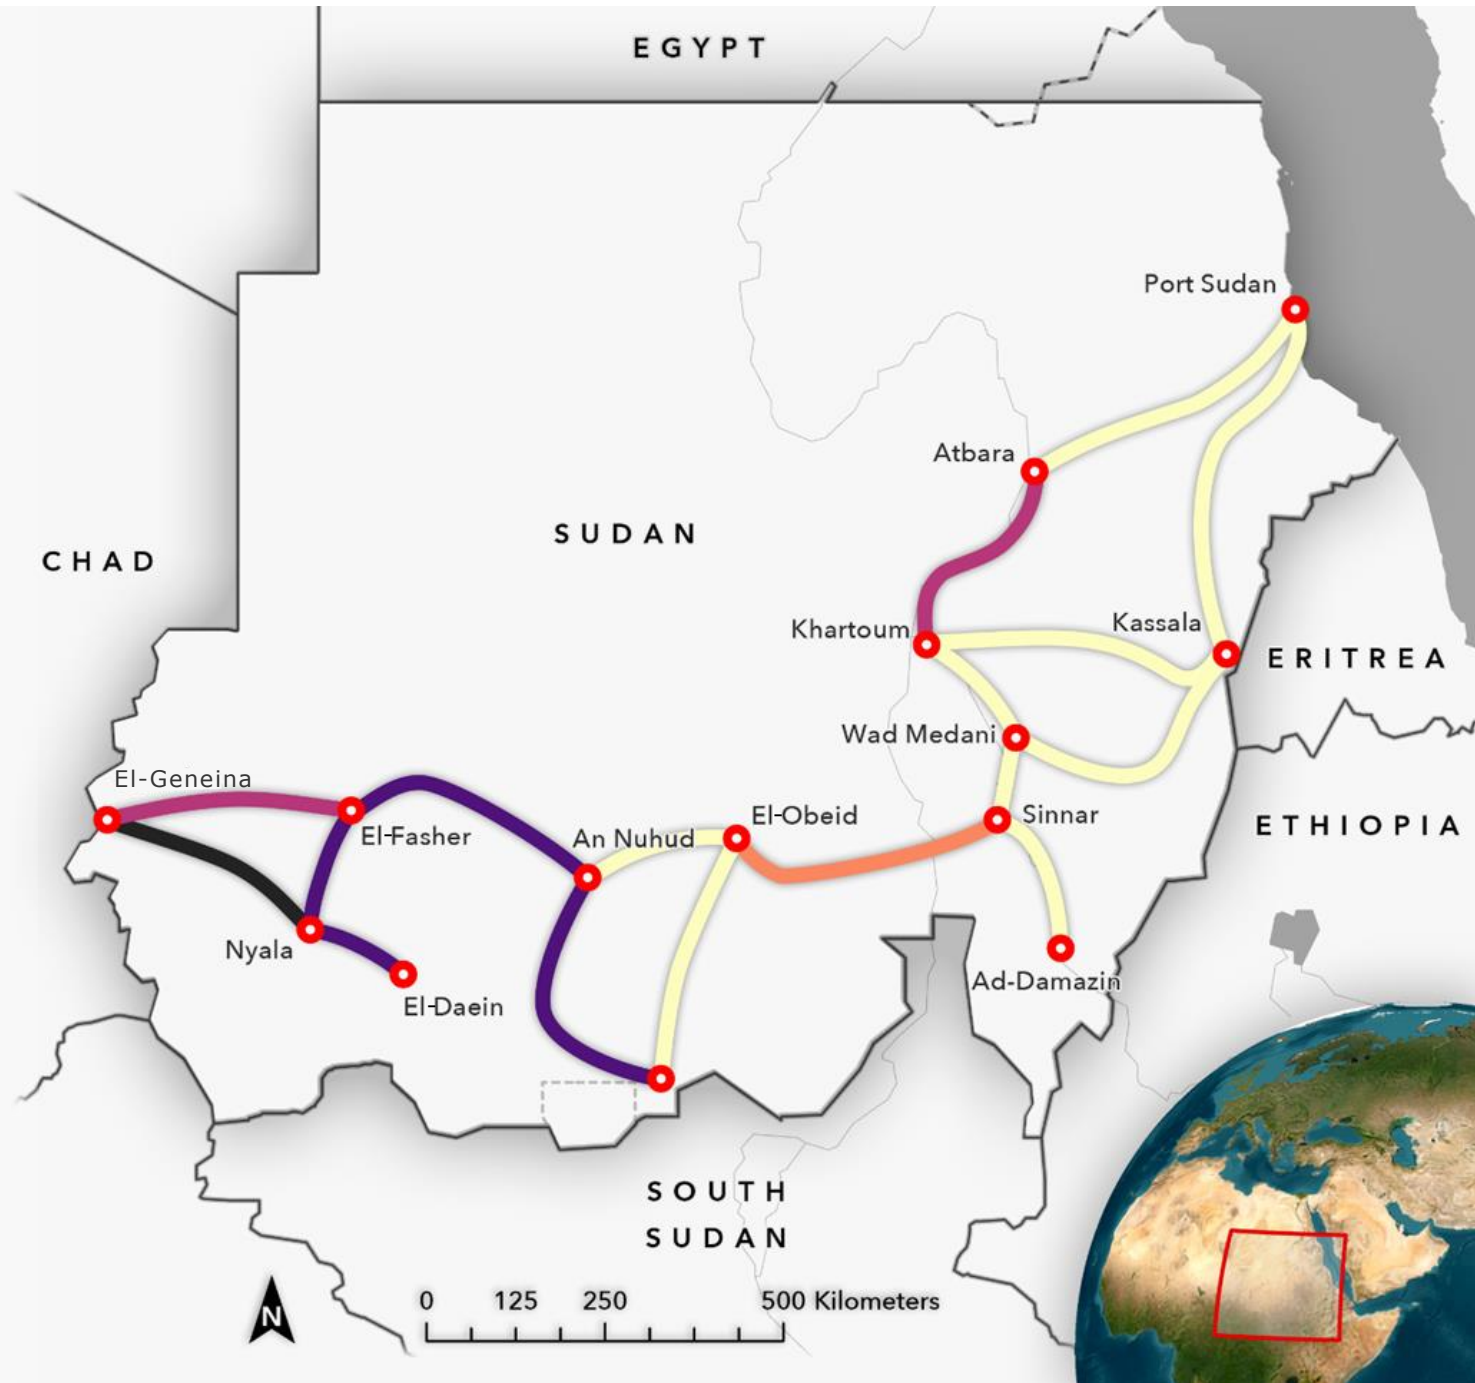 EGYPT
Port Sudan
Atbara
SUDAN
CHAD
Khartoum
Kassala
ERITREA
Wad Medani
El-Geneina
El-Fasher
An Nuhud
El-Obeid
Sinnar
ETHIOPIA
Nyala
El-Daein
Ad-Damazin
SOUTH
SUDAN
N
0 125 250 500 Kilometers